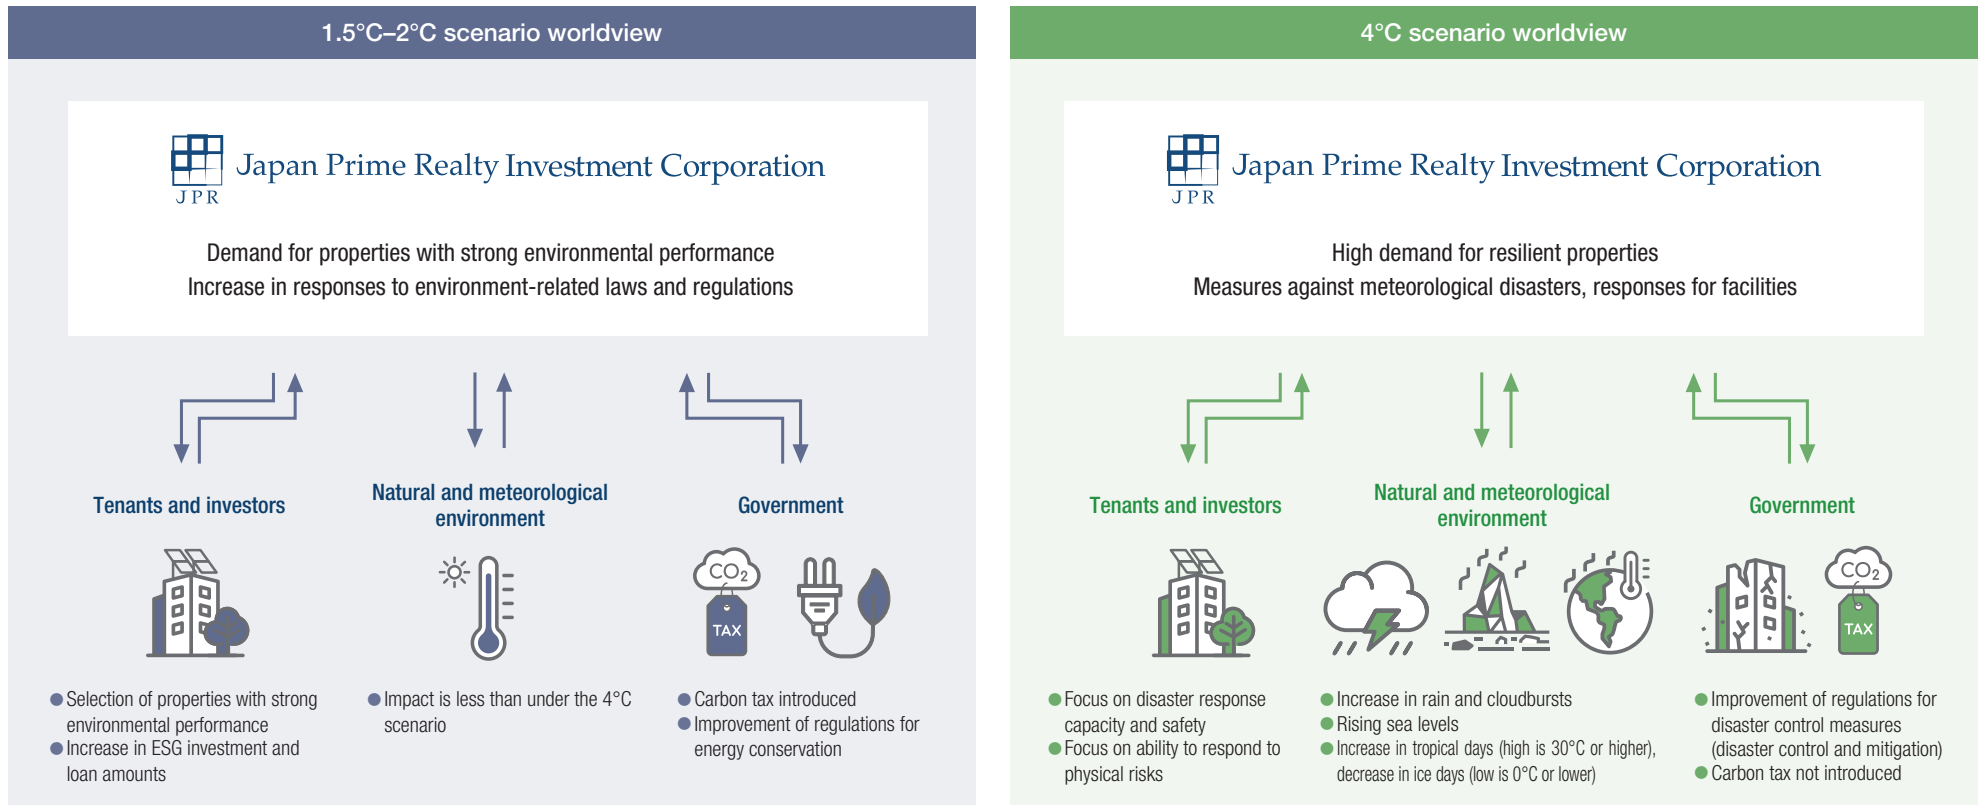 1.5°C–2°C scenario worldview
JPR
Japan Prime Realty Investment Corporation
Demand for properties with strong environmental performance
Increase in responses to environment-related laws and regulations
Tenants and investors
Natural and meteorological
environment
Government
CO2
TAX
● Selection of properties with strong
environmental performance
● Increase in ESG investment and
loan amounts
● Impact is less than under the 4°C
scenario
● Carbon tax introduced
● Improvement of regulations for
energy conservation
4°C scenario worldview
JPR
Japan Prime Realty Investment Corporation
High demand for resilient properties
Measures against meteorological disasters, responses for facilities
Tenants and investors
Natural and meteorological
environment
Government
CO2
TAX
● Focus on disaster response
capacity and safety
● Focus on ability to respond to
physical risks
● Increase in rain and cloudbursts
● Rising sea levels
● Increase in tropical days (high is 30°C or higher),
decrease in ice days (low is 0°C or lower)
● Improvement of regulations for
disaster control measures
(disaster control and mitigation)
● Carbon tax not introduced